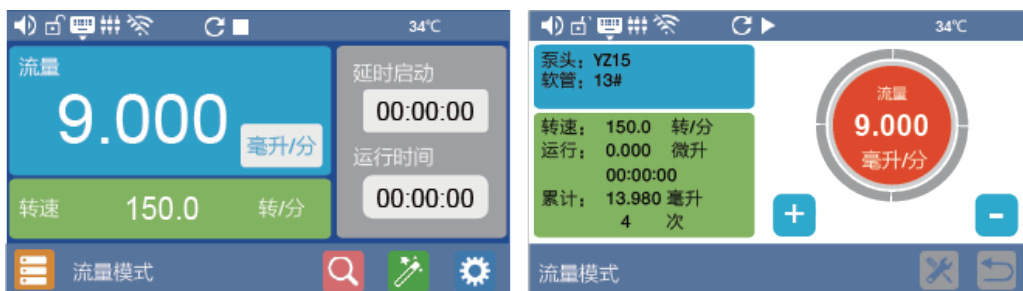 34℃
流量
9.000
毫升/分
转速 150.0 转/分
延时启动
00:00:00
运行时间
00:00:00
流量模式
34℃
泵头：YZ15
软管：13#
转速： 150.0 转/分
运行： 0.000 微升
00:00:00
累计： 13.980 毫升
4 次
流量
9.000
毫升/分
+
-
流量模式